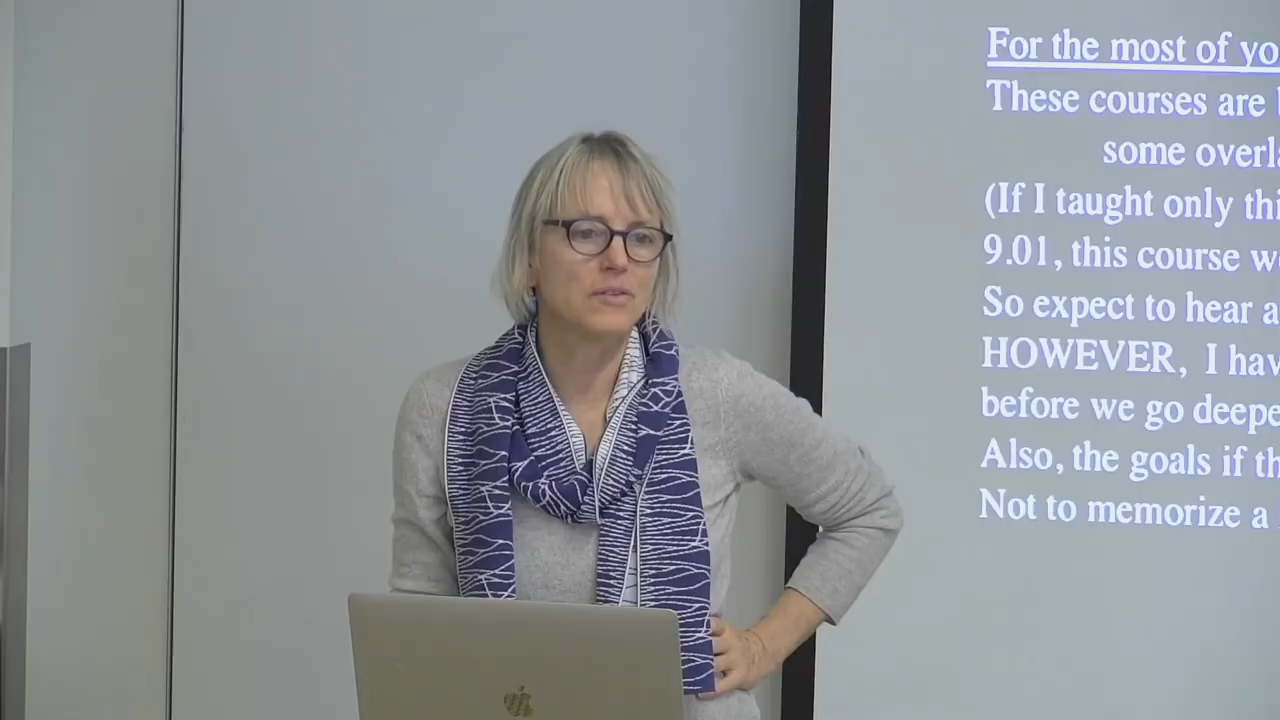 For the most of yo
These courses are
some overl
(If I taught only thi
9.01, this course w
So expect to hear a
HOWEVER, I hav
before we go deepe
Also, the goals if th
Not to memorize a